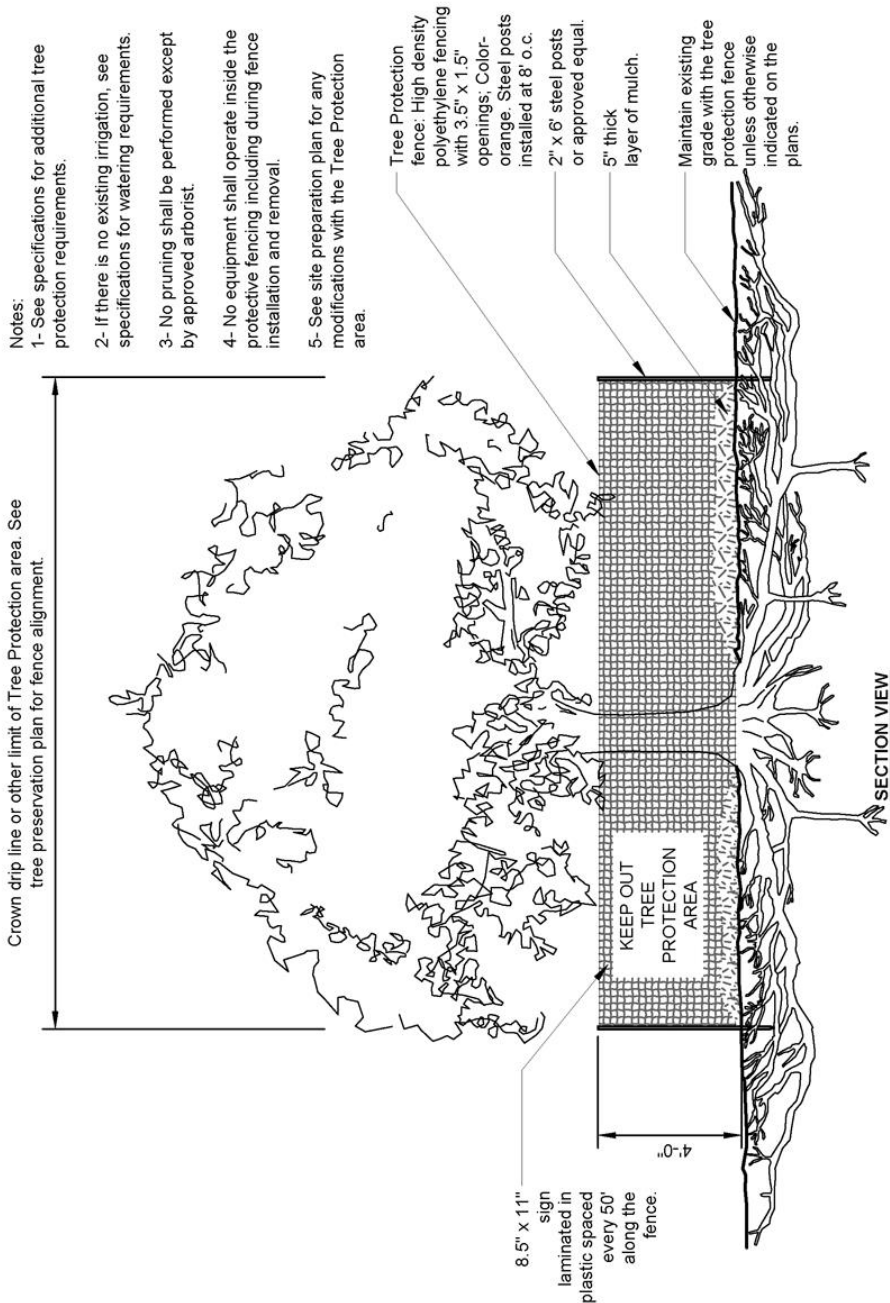 Crown drip line or other limit of Tree Protection area. See
tree preservation plan for fence alignment.
Notes:
1- See specifications for additional tree
protection requirements.
2- If there is no existing irrigation, see
specifications for watering requirements.
3- No pruning shall be performed except
by approved arborist.
4- No equipment shall operate inside the
protective fencing including during fence
installation and removal.
5- See site preparation plan for any
modifications with the Tree Protection
area.
8.5" x 11"
sign
laminated in
plastic spaced
every 50'
along the
fence.
4'-0"
KEEP OUT
TREE
PROTECTION
AREA
Tree Protection
fence: High density
polyethylene fencing
with 3.5" x 1.5"
openings; Color-
orange. Steel posts
installed at 8' o.c.
2" x 6' steel posts
or approved equal.
5" thick
layer of mulch.
Maintain existing
grade with the tree
protection fence
unless otherwise
indicated on the
plans.
SECTION VIEW